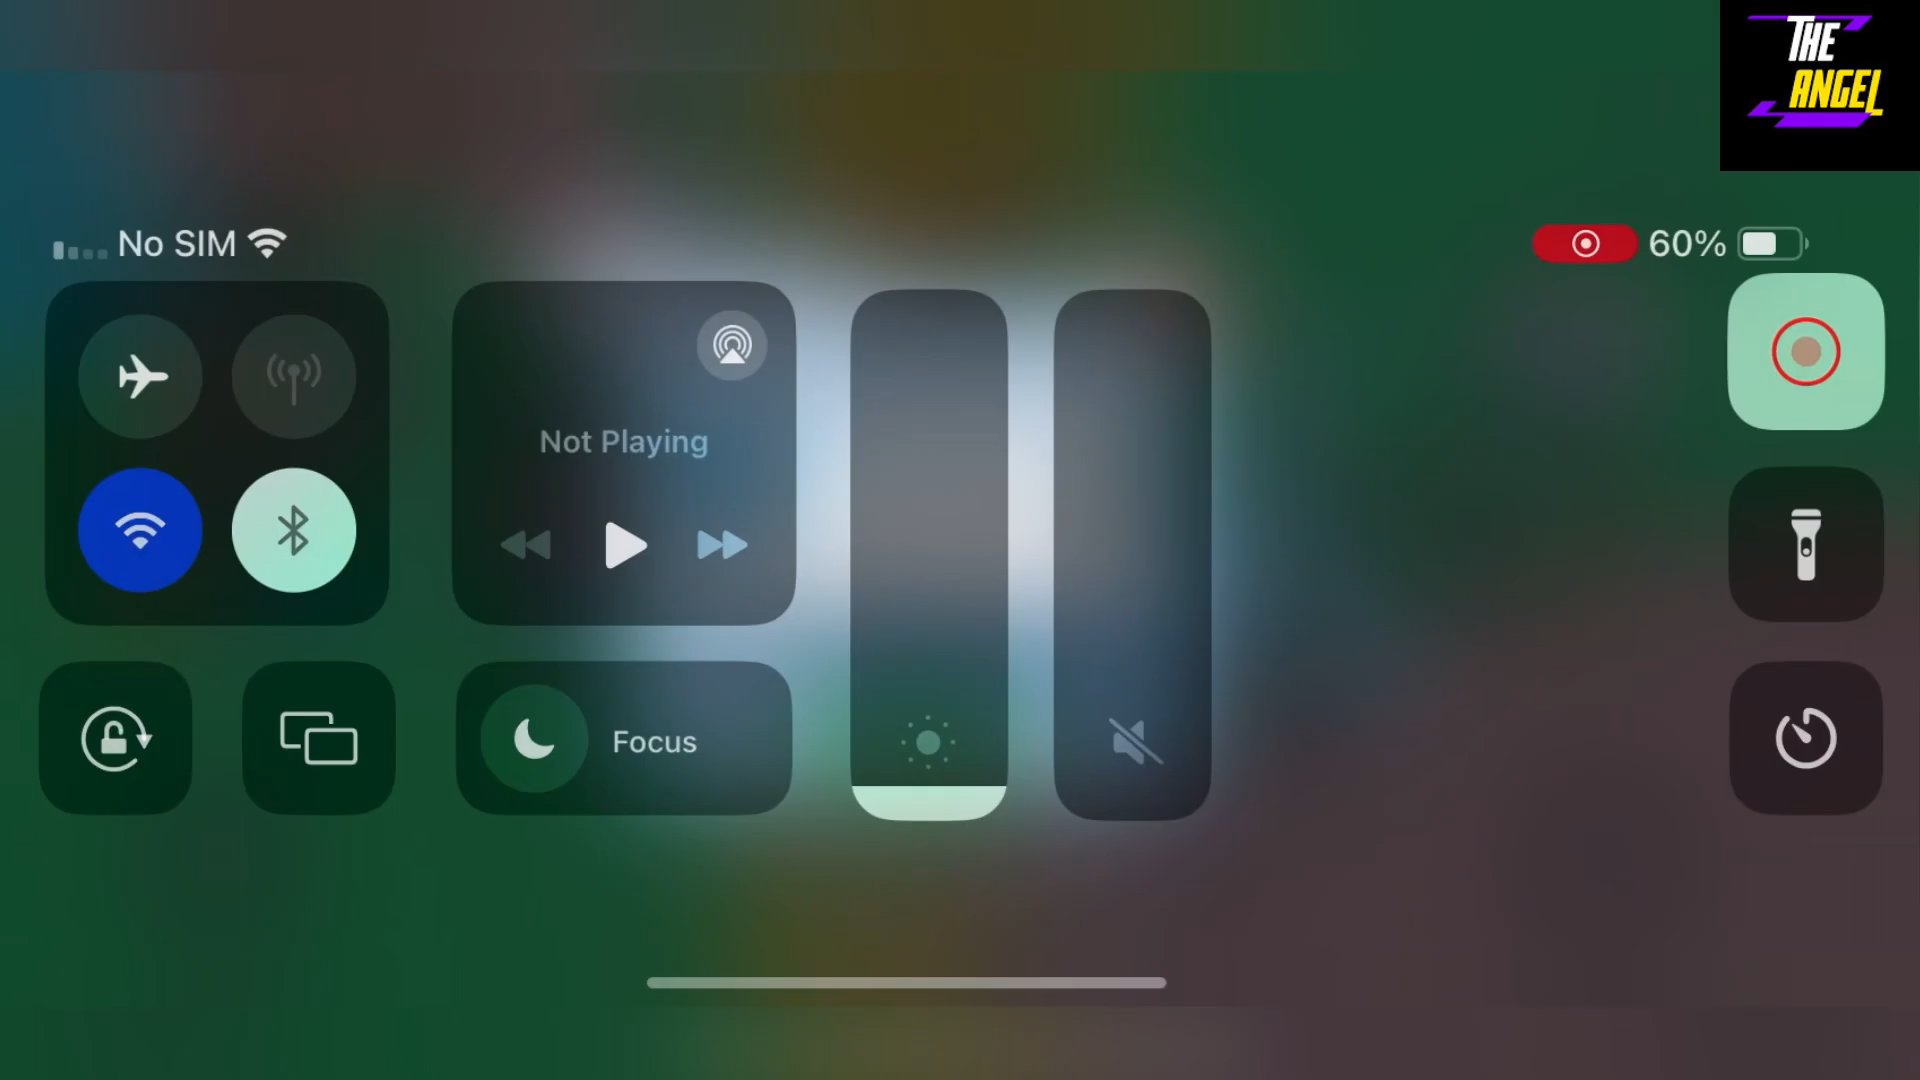 THE
ANGEL
No SIM
60%
Not Playing
Focus